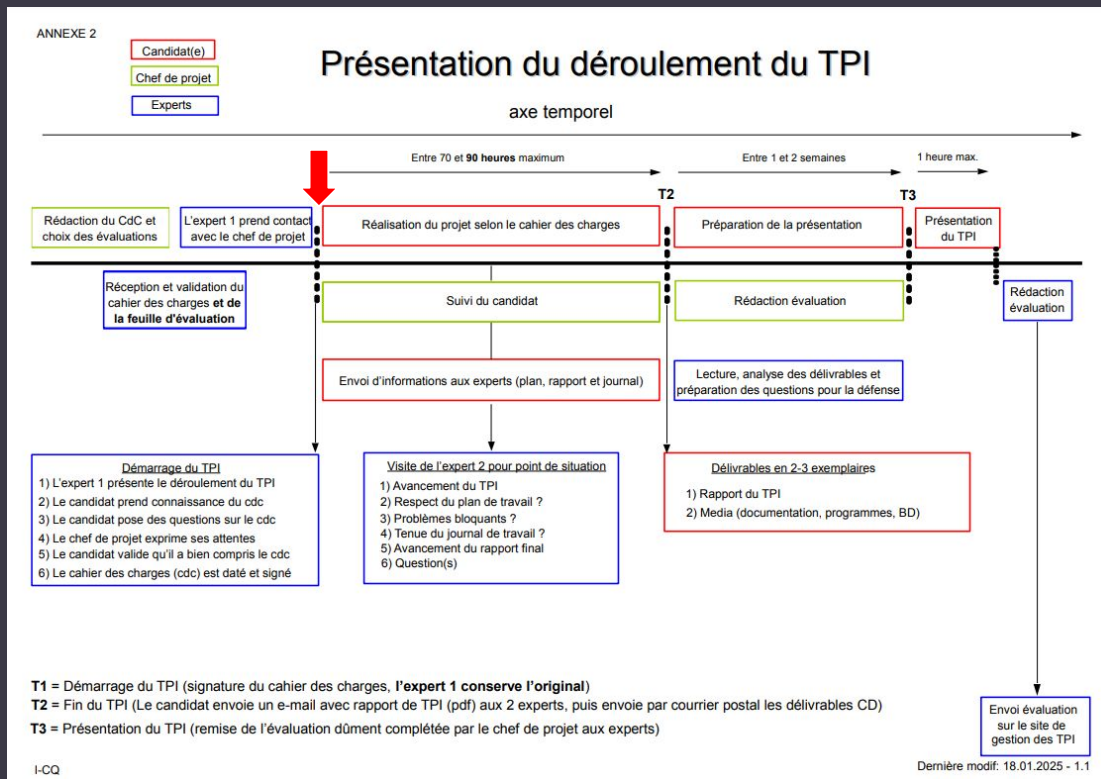 ANNEXE 2
Candidat(e)
Chef de projet
Experts
Présentation du déroulement du TPI
axe temporel
Entre 70 et 90 heures maximum
Entre 1 et 2 semaines
1 heure max.
T2
T3
Rédaction du CdC et
choix des évaluations
L'expert 1 prend contact
avec le chef de projet
Réalisation du projet selon le cahier des charges
Préparation de la présentation
Présentation
du TPI
Réception et validation du
cahier des charges et de
la feuille d'évaluation
Suivi du candidat
Rédaction évaluation
Rédaction
évaluation
Envoi d'informations aux experts (plan, rapport et journal)
Lecture, analyse des délivrables et
préparation des questions pour la défense
Démarrage du TPI
1) L'expert 1 présente le déroulement du TPI
2) Le candidat prend connaissance du cdc
3) Le candidat pose des questions sur le cdc
4) Le chef de projet exprime ses attentes
5) Le candidat valide qu'il a bien compris le cdc
6) Le cahier des charges (cdc) est daté et signé
Visite de l'expert 2 pour point de situation
1) Avancement du TPI
2) Respect du plan de travail ?
3) Problèmes bloquants ?
4) Tenue du journal de travail ?
5) Avancement du rapport final
6) Question(s)
Délivrables en 2-3 exemplaires
1) Rapport du TPI
2) Media (documentation, programmes, BD)
T1 = Démarrage du TPI (signature du cahier des charges, l'expert 1 conserve l'original)
T2 = Fin du TPI (Le candidat envoie un e-mail avec rapport de TPI (pdf) aux 2 experts, puis envoie par courrier postal les délivrables CD)
T3 = Présentation du TPI (remise de l'évaluation dûment complétée par le chef de projet aux experts)
Envoi évaluation
sur le site de
gestion des TPI
I-CQ
Dernière modif: 18.01.2025 - 1.1